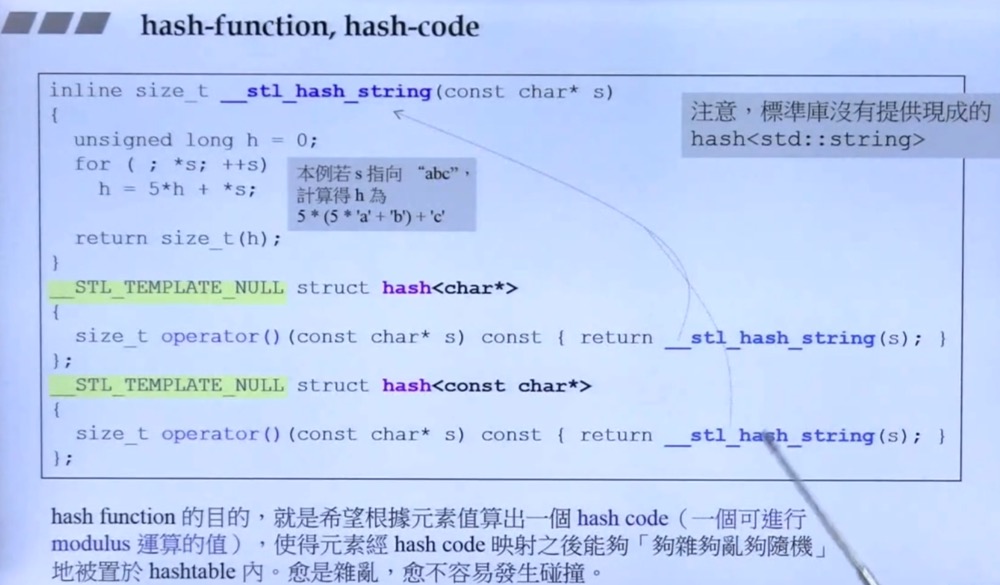 hash-function, hash-code
inline size_t __stl_hash_string(const char* s)
{
  unsigned long h = 0;
  for ( ; *s; ++s)
    h = 5*h + *s;
  return size_t(h);
}
注意，標準庫沒有提供現成的
hash<std::string>
本例若 s 指向 “abc”，
計算得 h 為
5 * (5 * 'a' + 'b') + 'c'
__STL_TEMPLATE_NULL struct hash<char*>
{
  size_t operator()(const char* s) const { return __stl_hash_string(s); }
};
__STL_TEMPLATE_NULL struct hash<const char*>
{
  size_t operator()(const char* s) const { return __stl_hash_string(s); }
};
hash function 的目的，就是希望根據元素值算出一個 hash code（一個可進行
modulus 運算的值），使得元素經 hash code 映射之後能夠「夠雜夠亂夠隨機」
地被置於 hashtable 內。愈是雜亂，愈不容易發生碰撞。